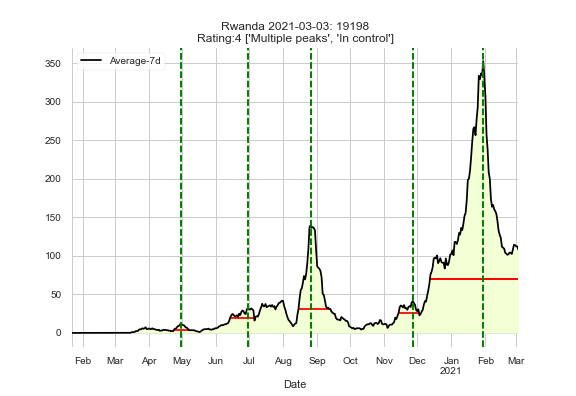 Rwanda 2021-03-03: 19198
Rating:4 ['Multiple peaks', 'In control']
Average-7d
350
300
250
200
150
100
50
0
Feb Mar Apr May Jun Jul Aug Sep Oct Nov Dec Jan Feb Mar
2021
Date